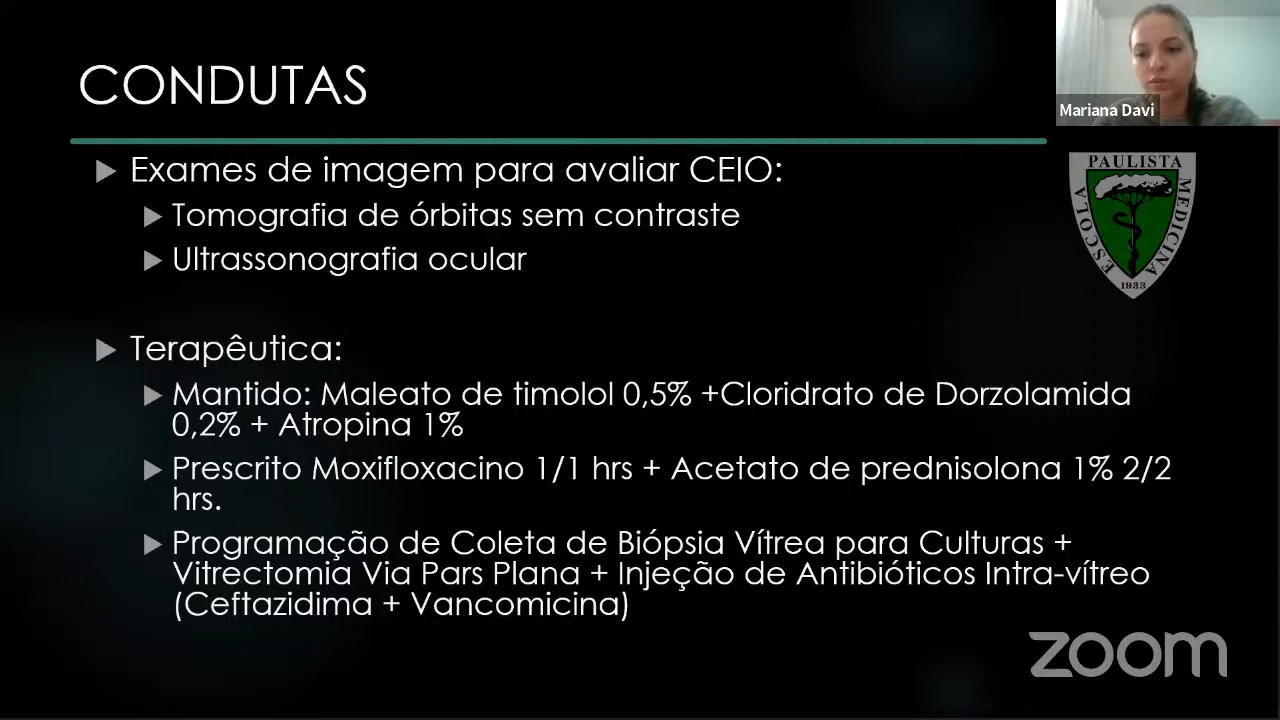 CONDUTAS
Exames de imagem para avaliar CEIO:
Tomografia de órbitas sem contraste
Ultrassonografia ocular
Terapêutica:
Mantido: Maleato de timolol 0,5% +Cloridrato de Dorzolamida
0,2% + Atropina 1%
Prescrito Moxifloxacino 1/1 hrs + Acetato de prednisolona 1% 2/2
hrs.
Programação de Coleta de Biópsia Vítrea para Culturas +
Vitrectomia Via Pars Plana + Injeção de Antibióticos Intra-vítreo
(Ceftazidima + Vancomicina)
Mariana Davi
ESCOLA PAULISTA MEDICINA
1933
zoom